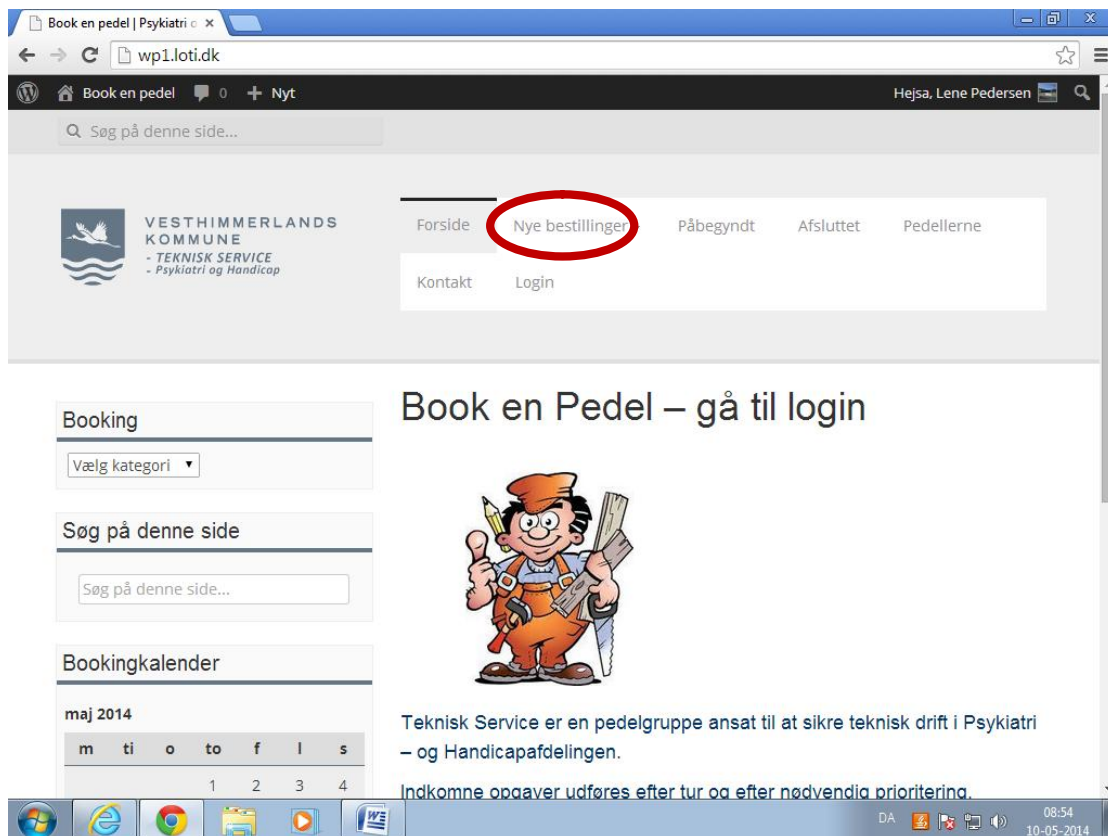 Book en pedel | Psykiatri o
wp1.loti.dk
Book en pedel 0 + Nyt Hejsa, Lene Pedersen
Søg på denne side...
VESTHIMMERLANDS
KOMMUNE
- TEKNISK SERVICE
- Psykiatri og Handicap
Forside Nye bestillinger Påbegyndt Afsluttet Pedellerne
Kontakt Login
Book en Pedel – gå til login
Booking
Vælg kategori
Søg på denne side
Søg på denne side...
Bookingkalender
maj 2014
m ti o to f l s
1 2 3 4
Teknisk Service er en pedelgruppe ansat til at sikre teknisk drift i Psykiatri
– og Handicapafdelingen.
Indkomne opgaver udføres efter tur og efter nødvendig prioritering.
DA 08:54
10-05-2014